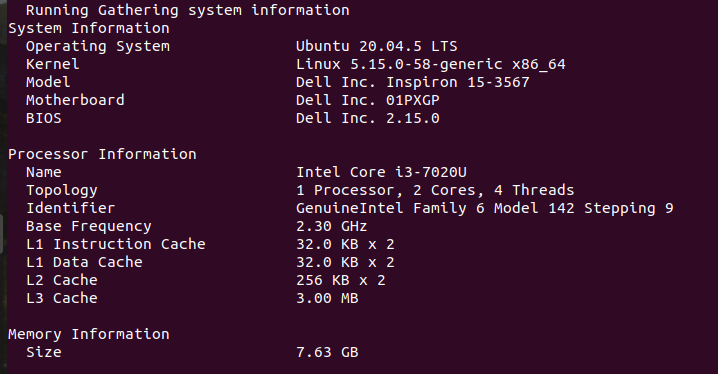 Running Gathering system information
System Information
Operating System Ubuntu 20.04.5 LTS
Kernel Linux 5.15.0-58-generic x86_64
Model Dell Inc. Inspiron 15-3567
Motherboard Dell Inc. 01PXGP
BIOS Dell Inc. 2.15.0
Processor Information
Name Intel Core i3-7020U
Topology 1 Processor, 2 Cores, 4 Threads
Identifier GenuineIntel Family 6 Model 142 Stepping 9
Base Frequency 2.30 GHz
L1 Instruction Cache 32.0 KB x 2
L1 Data Cache 32.0 KB x 2
L2 Cache 256 KB x 2
L3 Cache 3.00 MB
Memory Information
Size 7.63 GB